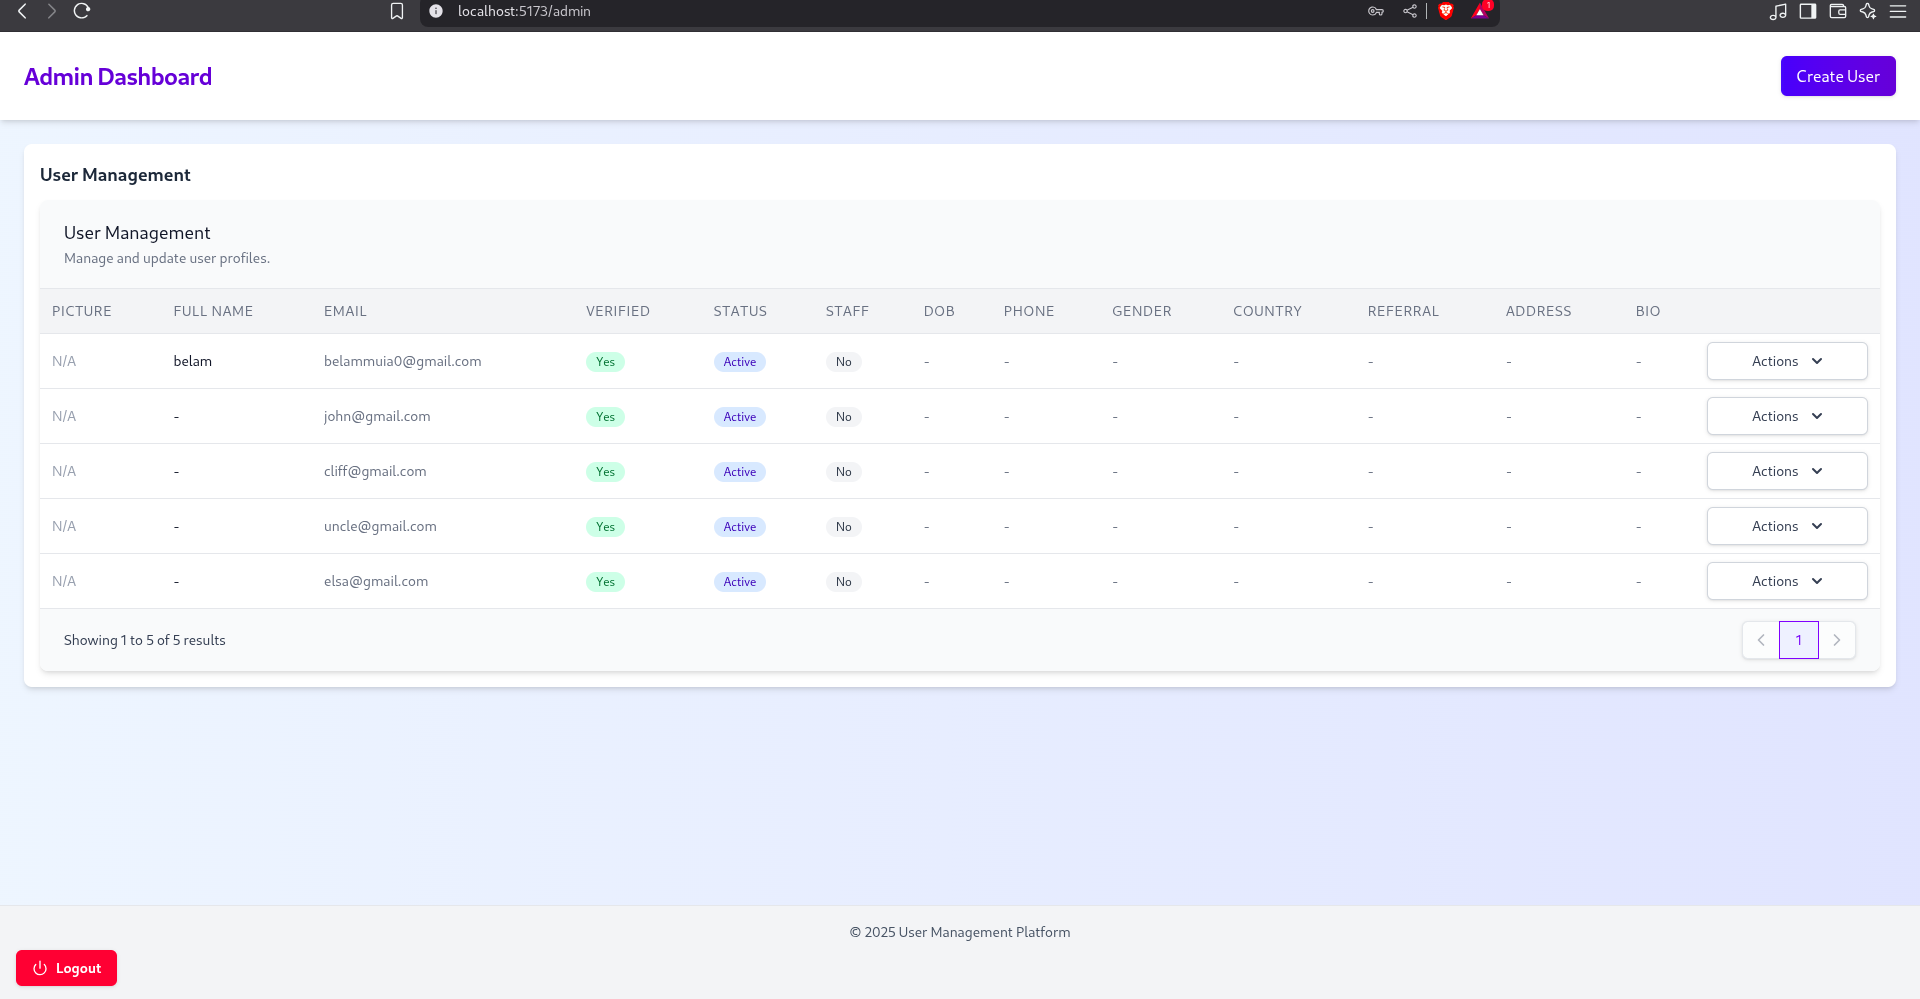 localhost:5173/admin
1
Admin Dashboard
Create User
User Management
User Management
Manage and update user profiles.
PICTURE FULL NAME EMAIL VERIFIED STATUS STAFF DOB PHONE GENDER COUNTRY REFERRAL ADDRESS BIO
N/A belam belammuia0@gmail.com Yes Active No - - - - - - - Actions
N/A - john@gmail.com Yes Active No - - - - - - - Actions
N/A - cliff@gmail.com Yes Active No - - - - - - - Actions
N/A - uncle@gmail.com Yes Active No - - - - - - - Actions
N/A - elsa@gmail.com Yes Active No - - - - - - - Actions
Showing 1 to 5 of 5 results
1
© 2025 User Management Platform
Logout